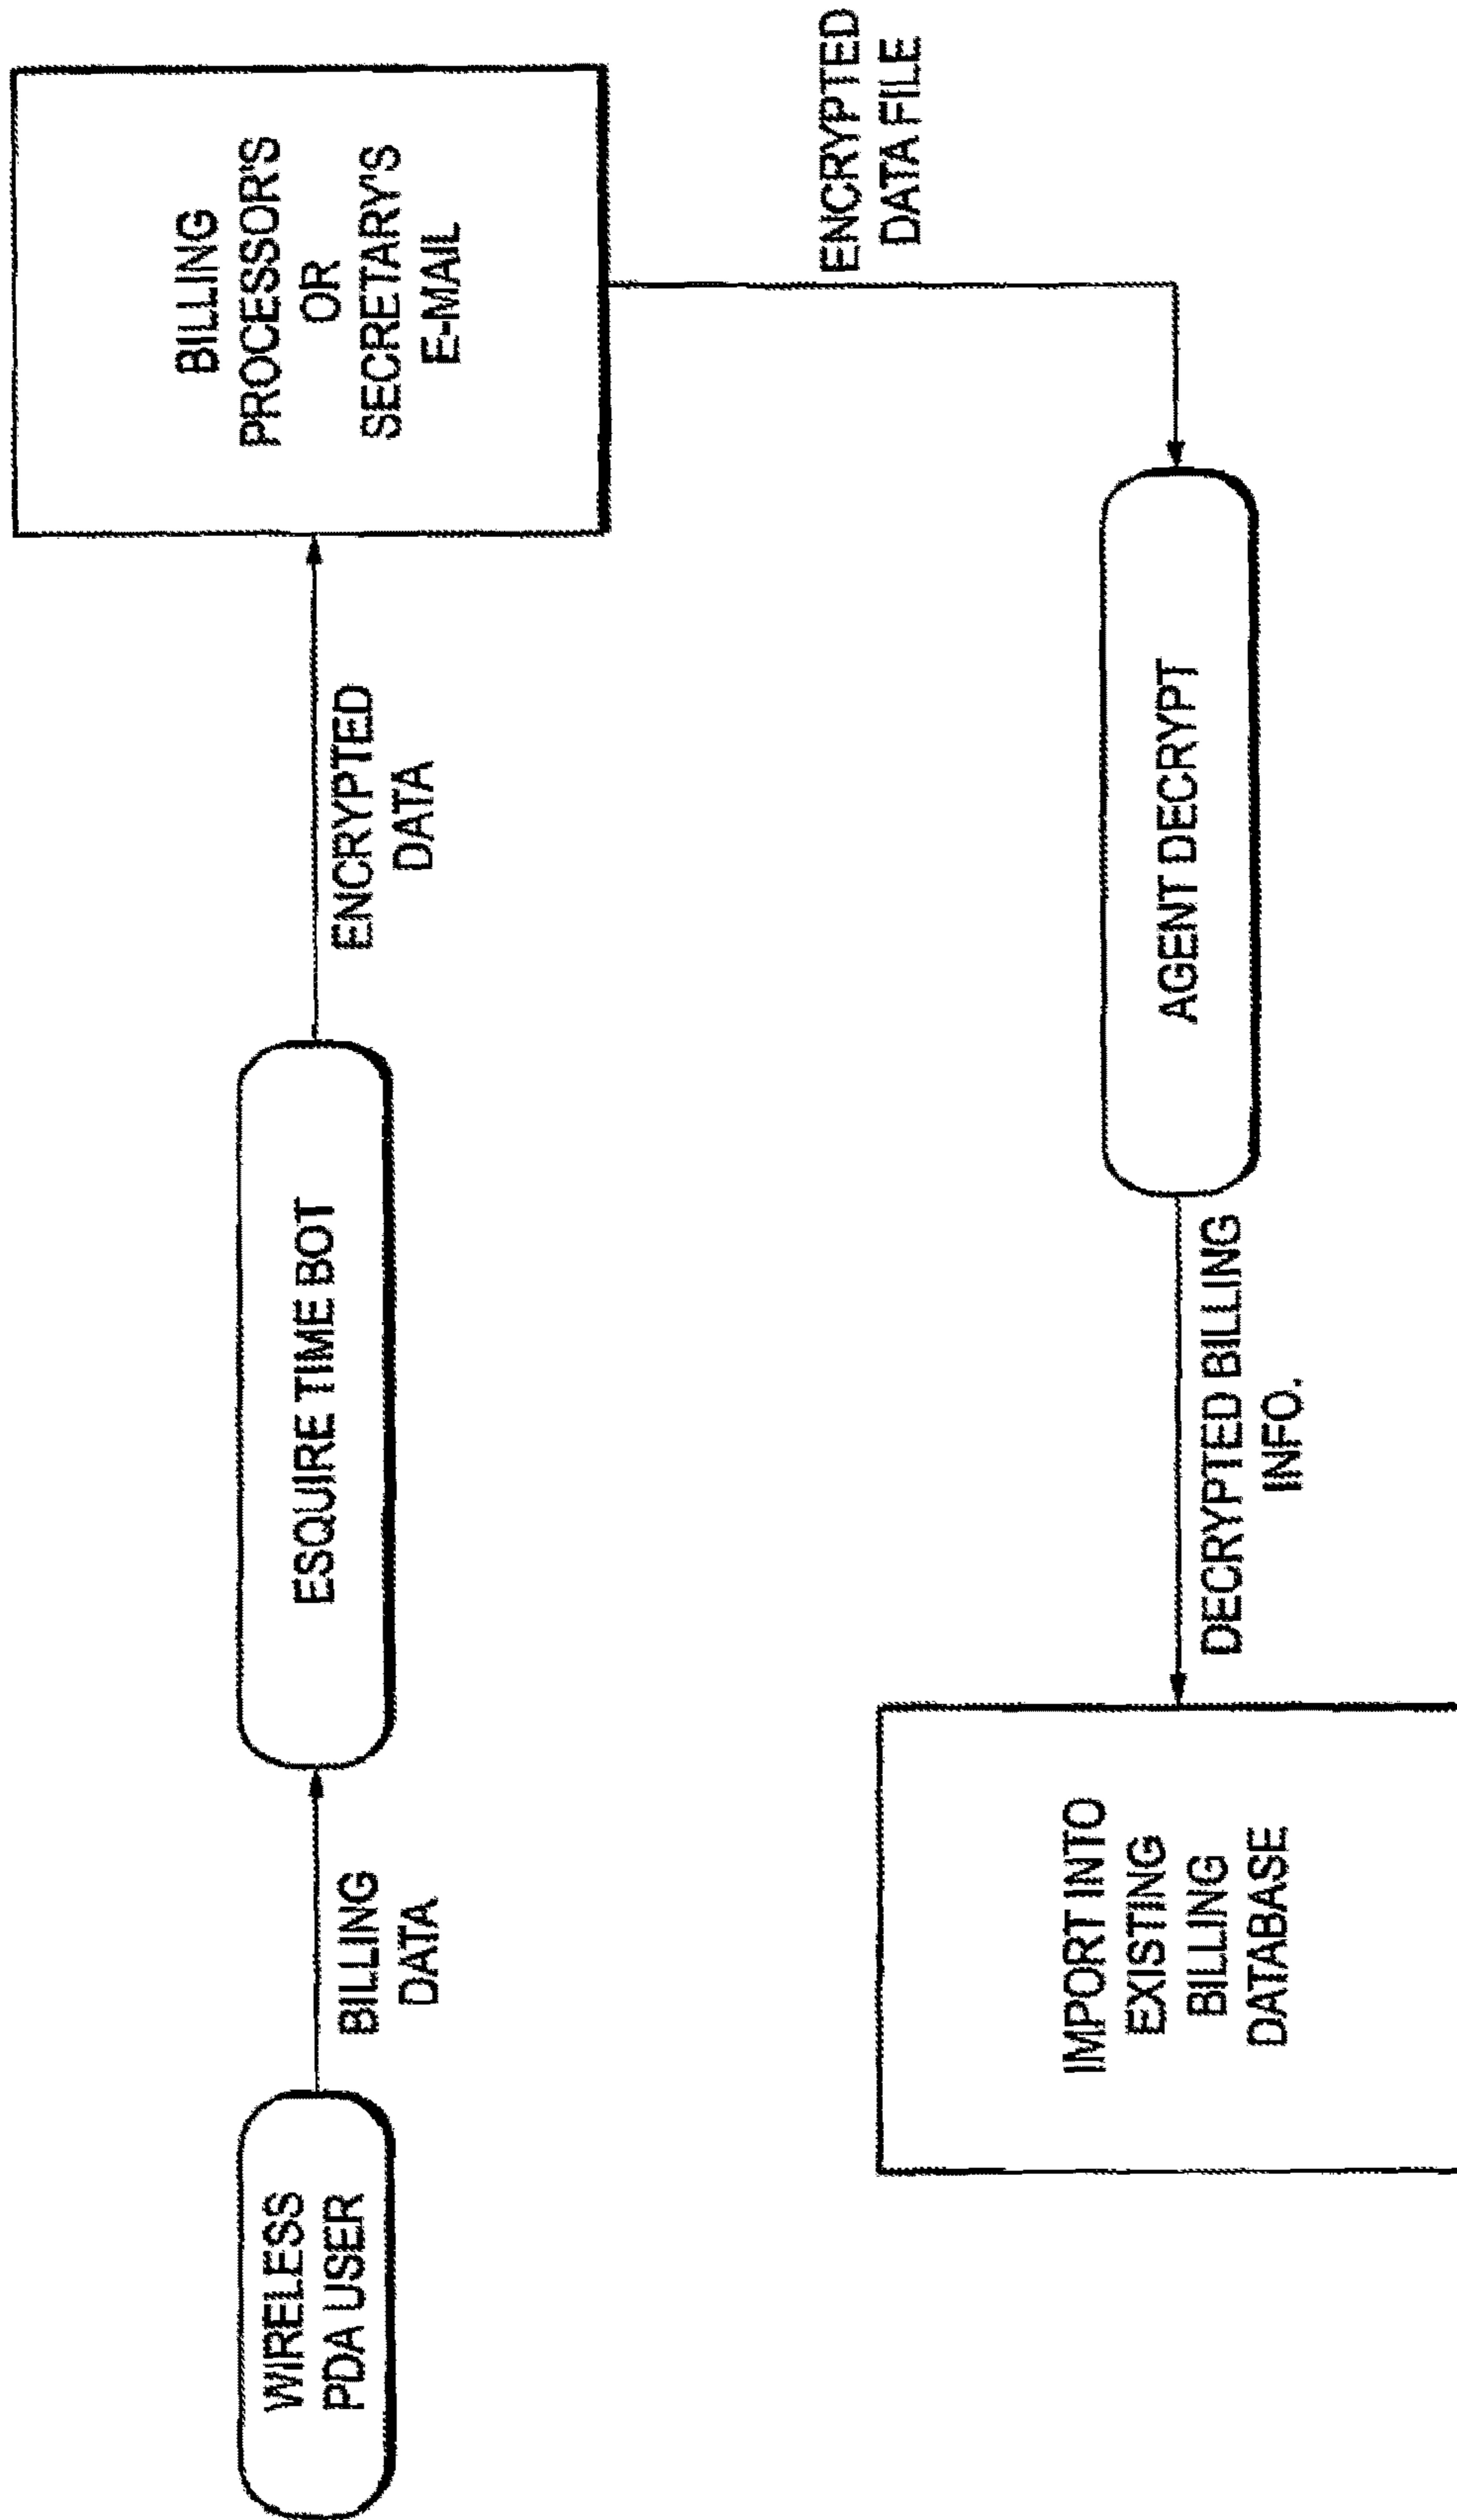 WIRELESS
PDA USER
BILLING
DATA
ESQUIRE TIME BOT
ENCRYPTED
DATA
BILLING
PROCESSOR'S
OR
SECRETARY'S
E-MAIL
ENCRYPTED
DATA FILE
AGENT DECRYPT
DECRYPTED BILLING
INFO.
IMPORT INTO
EXISTING
BILLING
DATABASE